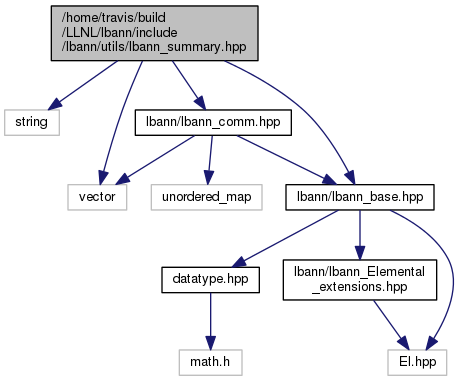 /home/travis/build
/LLNL/lbann/include
/lbann/utils/lbann_summary.hpp
string
lbann/lbann_comm.hpp
vector
unordered_map
lbann/lbann_base.hpp
datatype.hpp
lbann/lbann_Elemental
_extensions.hpp
math.h
El.hpp